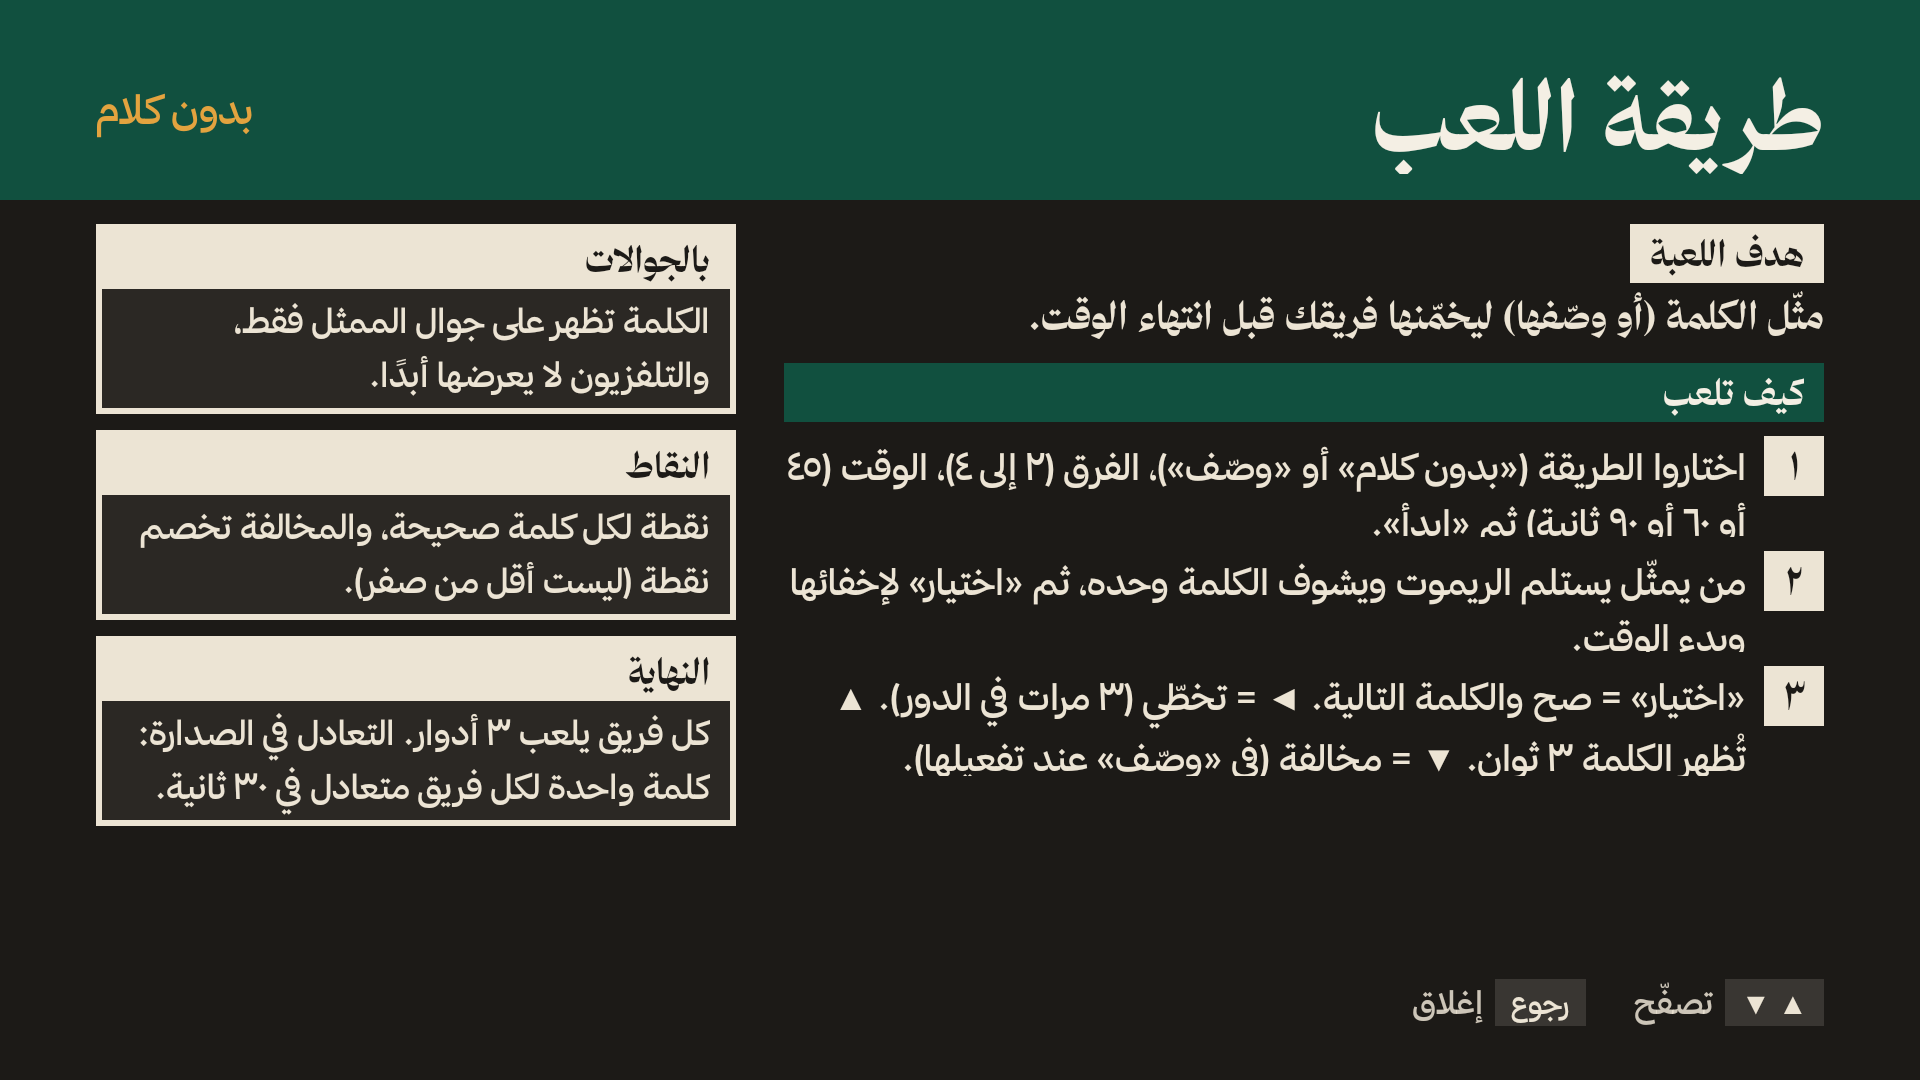 طريقة اللعب
بدون كلام
هدف اللعبة
مثّل الكلمة (أو وصّفها) ليخمّنها فريقك قبل انتهاء الوقت.
كيف تلعب
١
اختاروا الطريقة («بدون كلام» أو «وصّف»)، الفرق (٢ إلى ٤)، الوقت (٤٥
أو ٦٠ أو ٩٠ ثانية) ثم «ابدأ».
٢
من يمثّل يستلم الريموت ويشوف الكلمة وحده، ثم «اختيار» لإخفائها
وبدء الوقت.
٣
«اختيار» = صح والكلمة التالية. ◄ = تخطّي (٣ مرات في الدور). ▲
تُظهر الكلمة ٣ ثوان. ▼ = مخالفة (في «وصّف» عند تفعيلها).
بالجوالات
الكلمة تظهر على جوال الممثل فقط،
والتلفزيون لا يعرضها أبدًا.
النقاط
نقطة لكل كلمة صحيحة، والمخالفة تخصم
نقطة (ليست أقل من صفر).
النهاية
كل فريق يلعب ٣ أدوار. التعادل في الصدارة:
كلمة واحدة لكل فريق متعادل في ٣٠ ثانية.
▲ ▼ تصفّح رجوع إغلاق